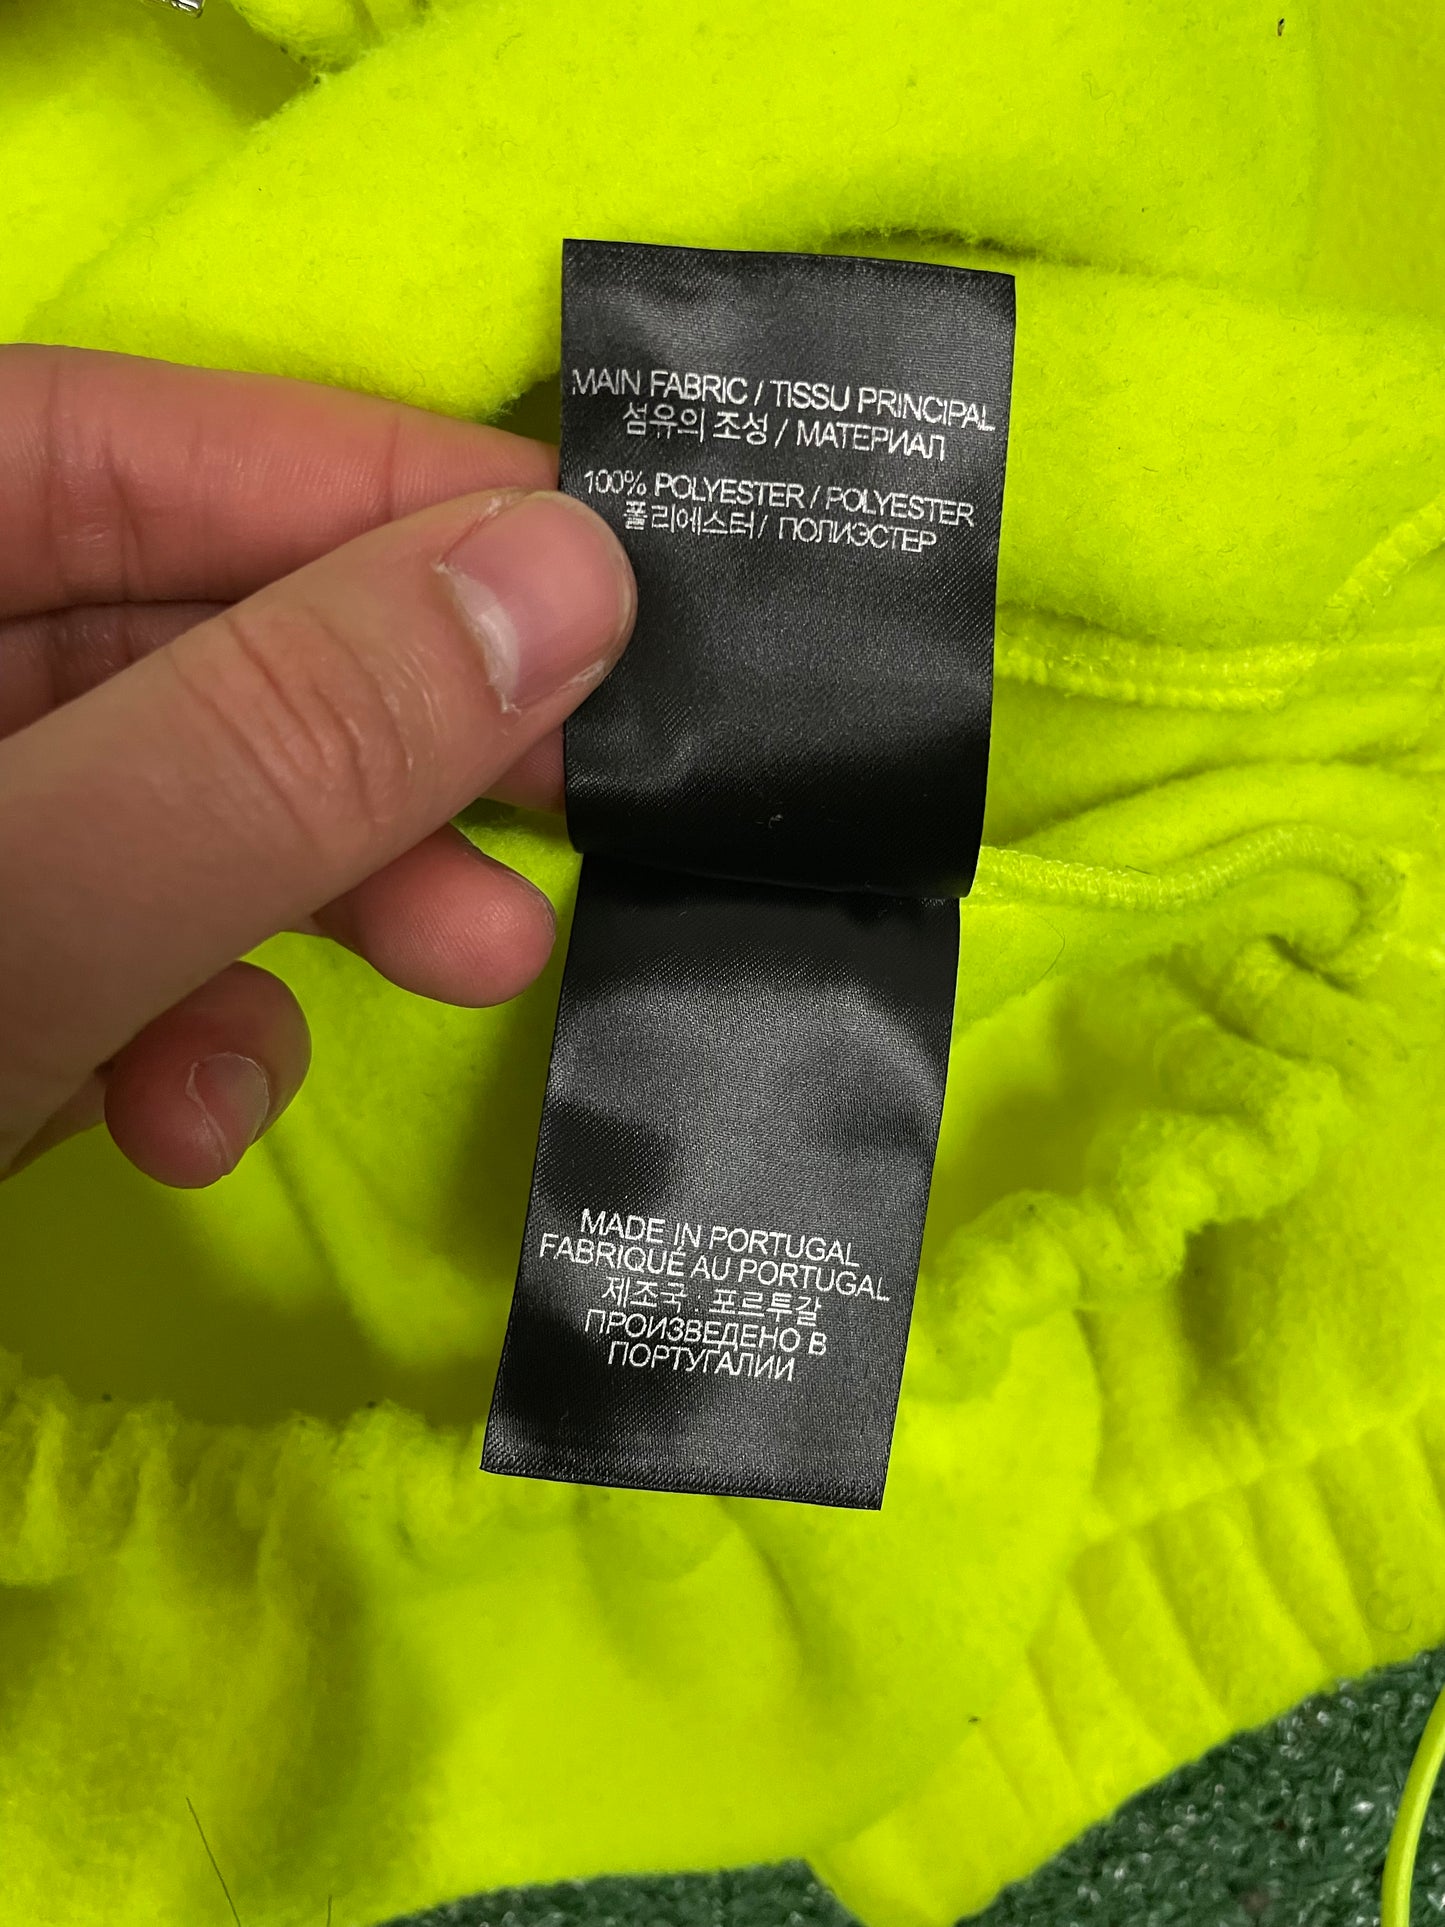 MAIN FABRIC / TISSU PRINCIPAL
섬유의 조성 / МАТЕРИАЛ
100% POLYESTER / POLYESTER
폴리에스터 / ПОЛИЭСТЕР
MADE IN PORTUGAL
FABRIQUÉ AU PORTUGAL
제조국 : 포르투갈
ПРОИЗВЕДЕНО В
ПОРТУГАЛИИ